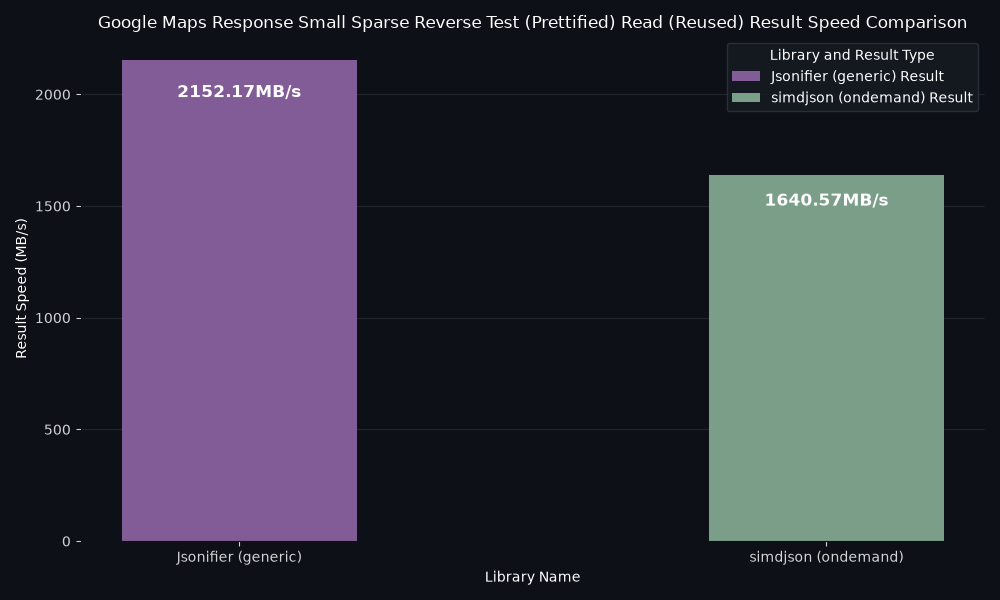 Google Maps Response Small Sparse Reverse Test (Prettified) Read (Reused) Result Speed Comparison
Library and Result Type
Jsonifier (generic) Result
simdjson (ondemand) Result
2152.17MB/s
1640.57MB/s
Result Speed (MB/s)
2000
1500
1000
500
0
Jsonifier (generic)
simdjson (ondemand)
Library Name